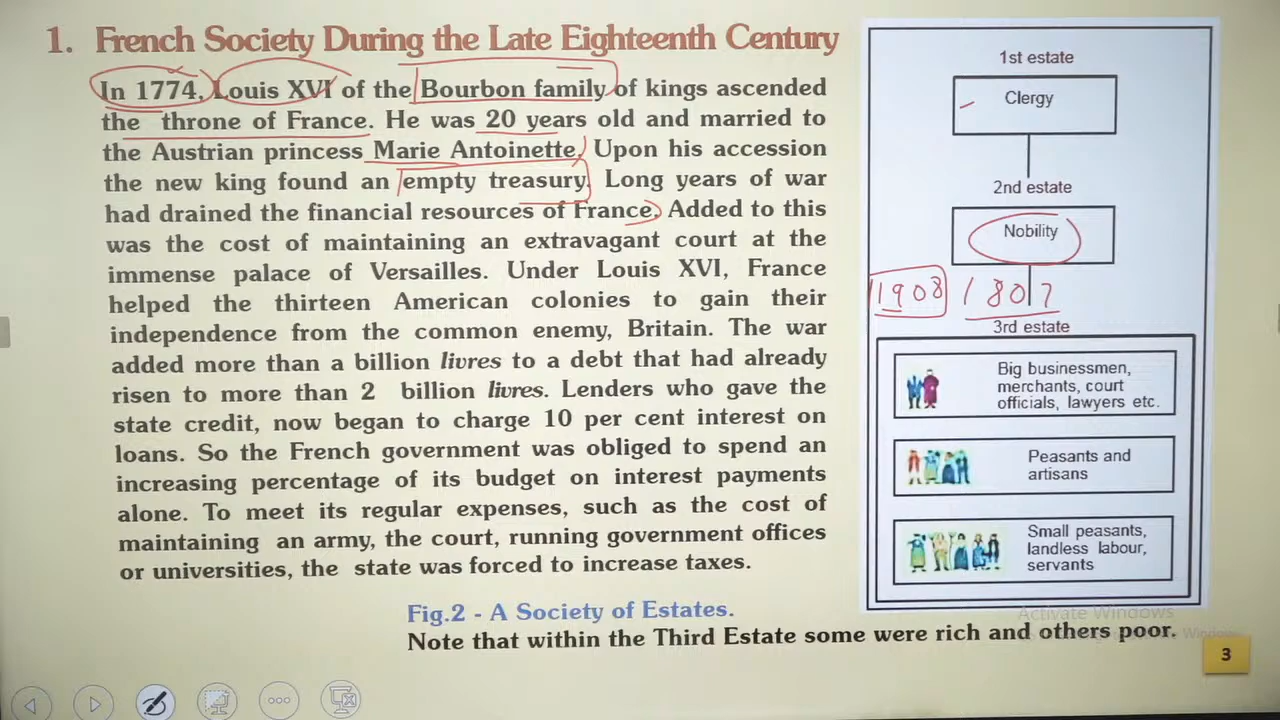 1. French Society During the Late Eighteenth Century
In 1774, Louis XVI of the Bourbon family of kings ascended
the throne of France. He was 20 years old and married to
the Austrian princess Marie Antoinette. Upon his accession
the new king found an empty treasury. Long years of war
had drained the financial resources of France. Added to this
was the cost of maintaining an extravagant court at the
immense palace of Versailles. Under Louis XVI, France
helped the thirteen American colonies to gain their
independence from the common enemy, Britain. The war
added more than a billion livres to a debt that had already
risen to more than 2 billion livres. Lenders who gave the
state credit, now began to charge 10 per cent interest on
loans. So the French government was obliged to spend an
increasing percentage of its budget on interest payments
alone. To meet its regular expenses, such as the cost of
maintaining an army, the court, running government offices
or universities, the state was forced to increase taxes.
1st estate
Clergy
2nd estate
Nobility
1908 1807
3rd estate
Big businessmen,
merchants, court
officials, lawyers etc.
Peasants and
artisans
Small peasants,
landless labour,
servants
Fig.2 - A Society of Estates.
Note that within the Third Estate some were rich and others poor.
Activate Windows
3